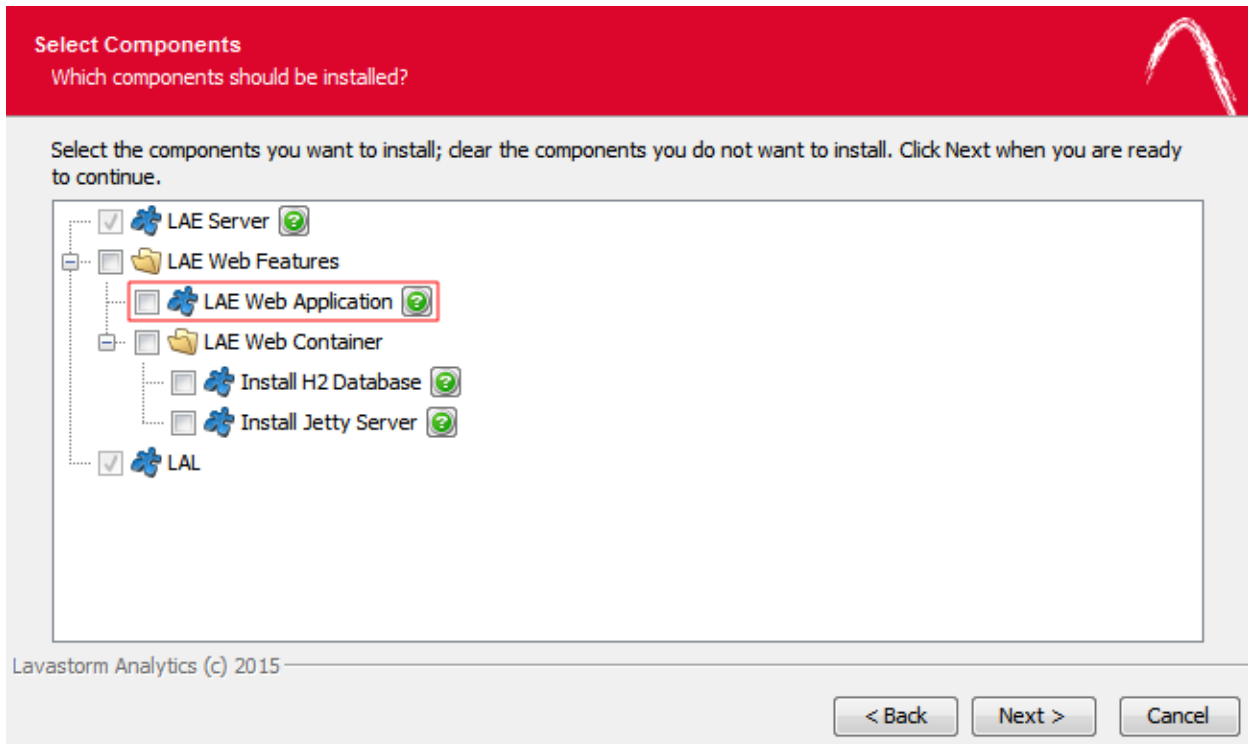 Select Components
Which components should be installed?
Select the components you want to install; clear the components you do not want to install. Click Next when you are ready
to continue.
LAE Server
LAE Web Features
LAE Web Application
LAE Web Container
Install H2 Database
Install Jetty Server
LAL
Lavastorm Analytics (c) 2015
< Back Next > Cancel